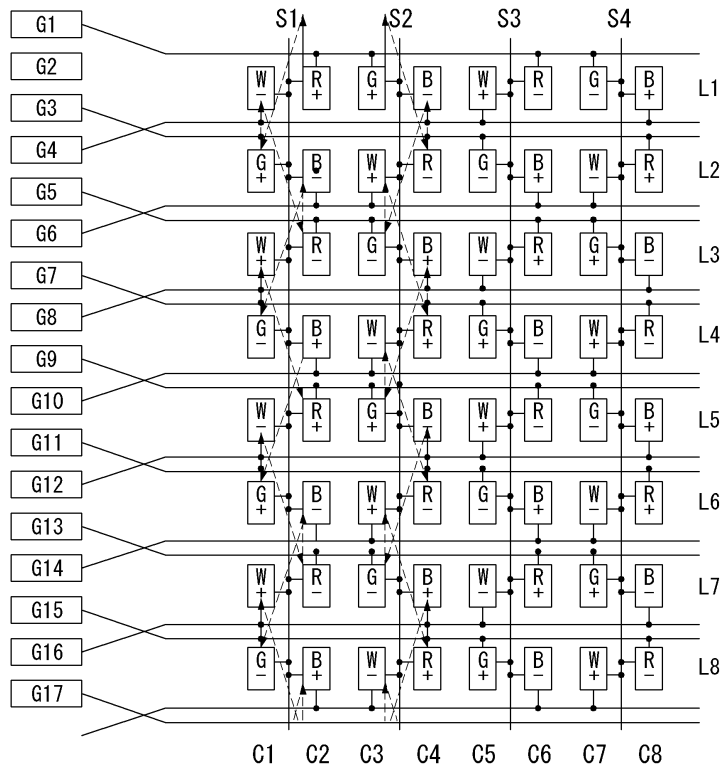 S1 S2 S3 S4
G1
G2
G3
G4
G5
G6
G7
G8
G9
G10
G11
G12
G13
G14
G15
G16
G17
W R G B W R G B L1
- + + - + - - +
G B W R G B W R L2
+ - + - - + - +
W R G B W R G B L3
+ - - + - + + -
G B W R G B W R L4
- + - + + - + -
W R G B W R G B L5
- + + - + - - +
G B W R G B W R L6
+ - + - - + - +
W R G B W R G B L7
+ - - + - + + -
G B W R G B W R L8
- + - + + - + -
C1 C2 C3 C4 C5 C6 C7 C8